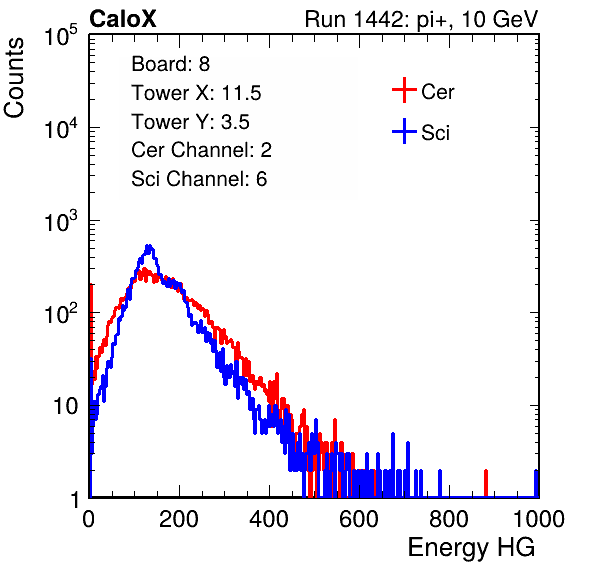 CaloX Run 1442: pi+, 10 GeV
Counts
Board: 8
Tower X: 11.5
Tower Y: 3.5
Cer Channel: 2
Sci Channel: 6
Cer
Sci
10^5
10^4
10^3
10^2
10
1
0 200 400 600 800 1000
Energy HG